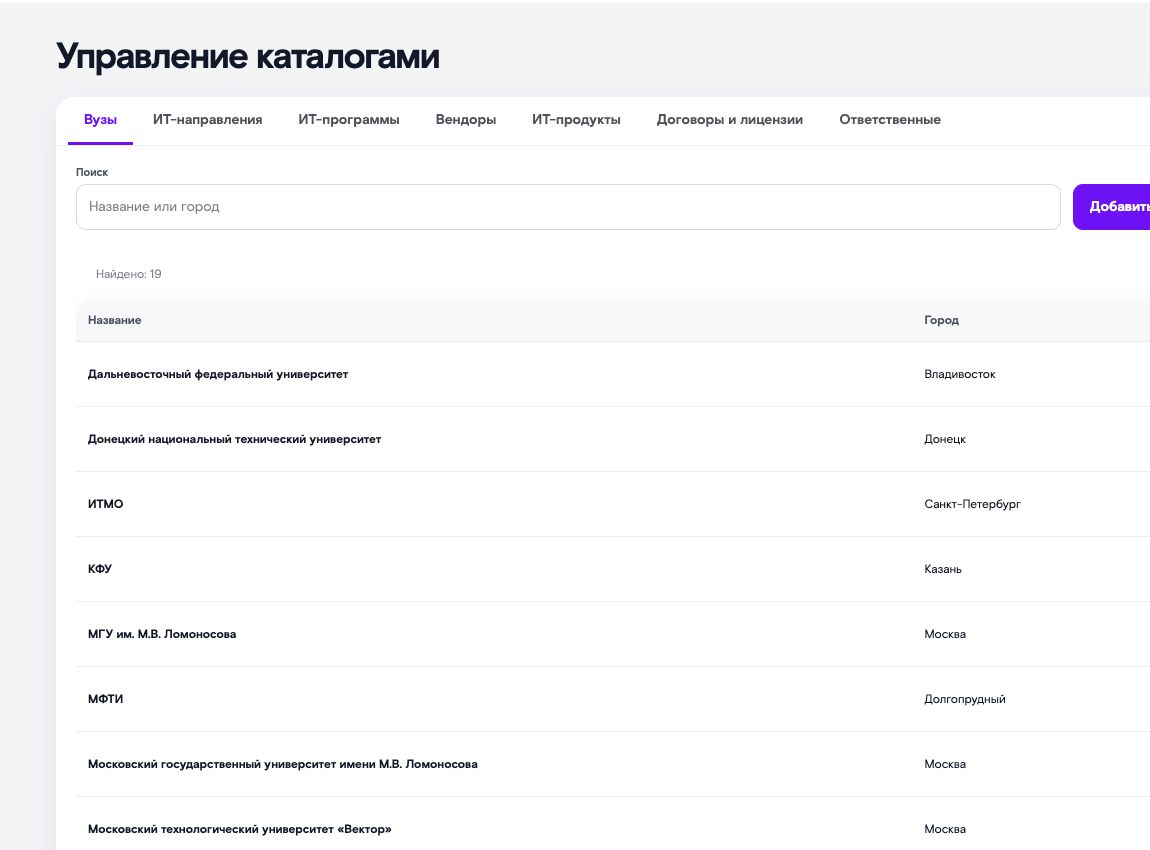 Управление каталогами
Вузы ИТ-направления ИТ-программы Вендоры ИТ-продукты Договоры и лицензии Ответственные
Поиск
Название или город Добавить
Найдено: 19
Название Город
Дальневосточный федеральный университет Владивосток
Донецкий национальный технический университет Донецк
ИТМО Санкт-Петербург
КФУ Казань
МГУ им. М.В. Ломоносова Москва
МФТИ Долгопрудный
Московский государственный университет имени М.В. Ломоносова Москва
Московский технологический университет «Вектор» Москва